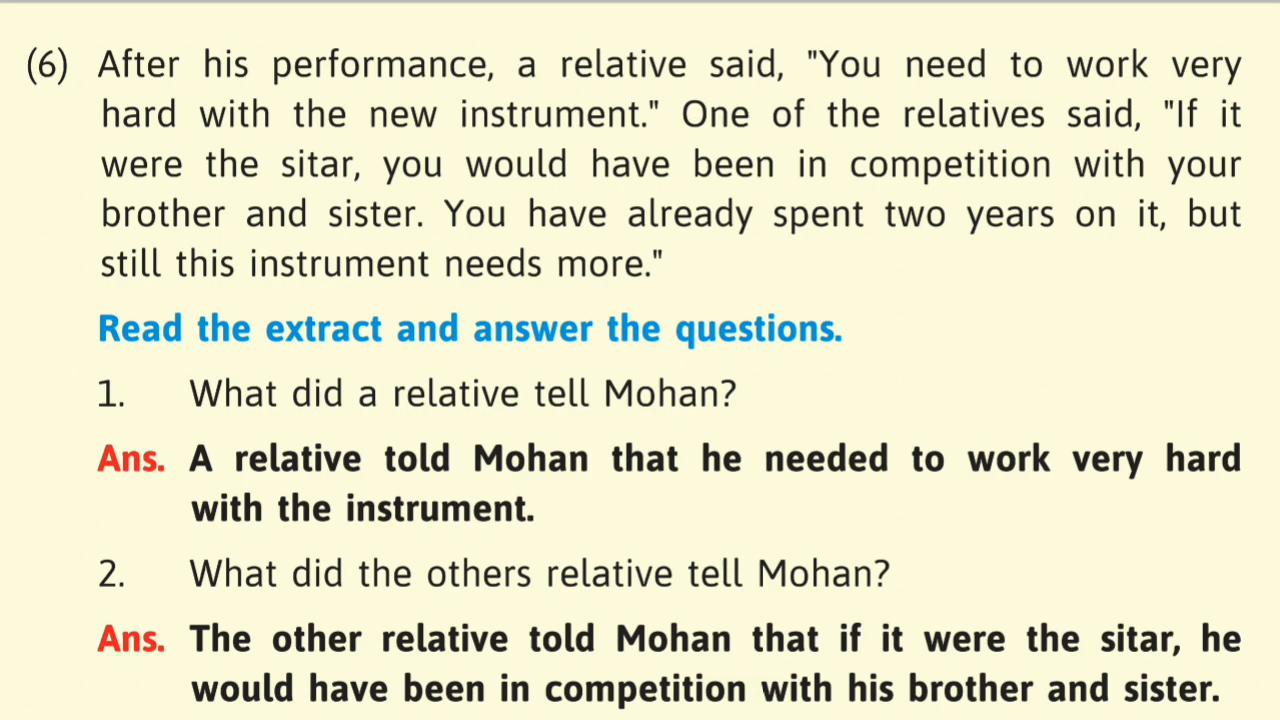 (6) After his performance, a relative said, "You need to work very
hard with the new instrument." One of the relatives said, "If it
were the sitar, you would have been in competition with your
brother and sister. You have already spent two years on it, but
still this instrument needs more."
Read the extract and answer the questions.
1. What did a relative tell Mohan?
Ans. A relative told Mohan that he needed to work very hard
with the instrument.
2. What did the others relative tell Mohan?
Ans. The other relative told Mohan that if it were the sitar, he
would have been in competition with his brother and sister.